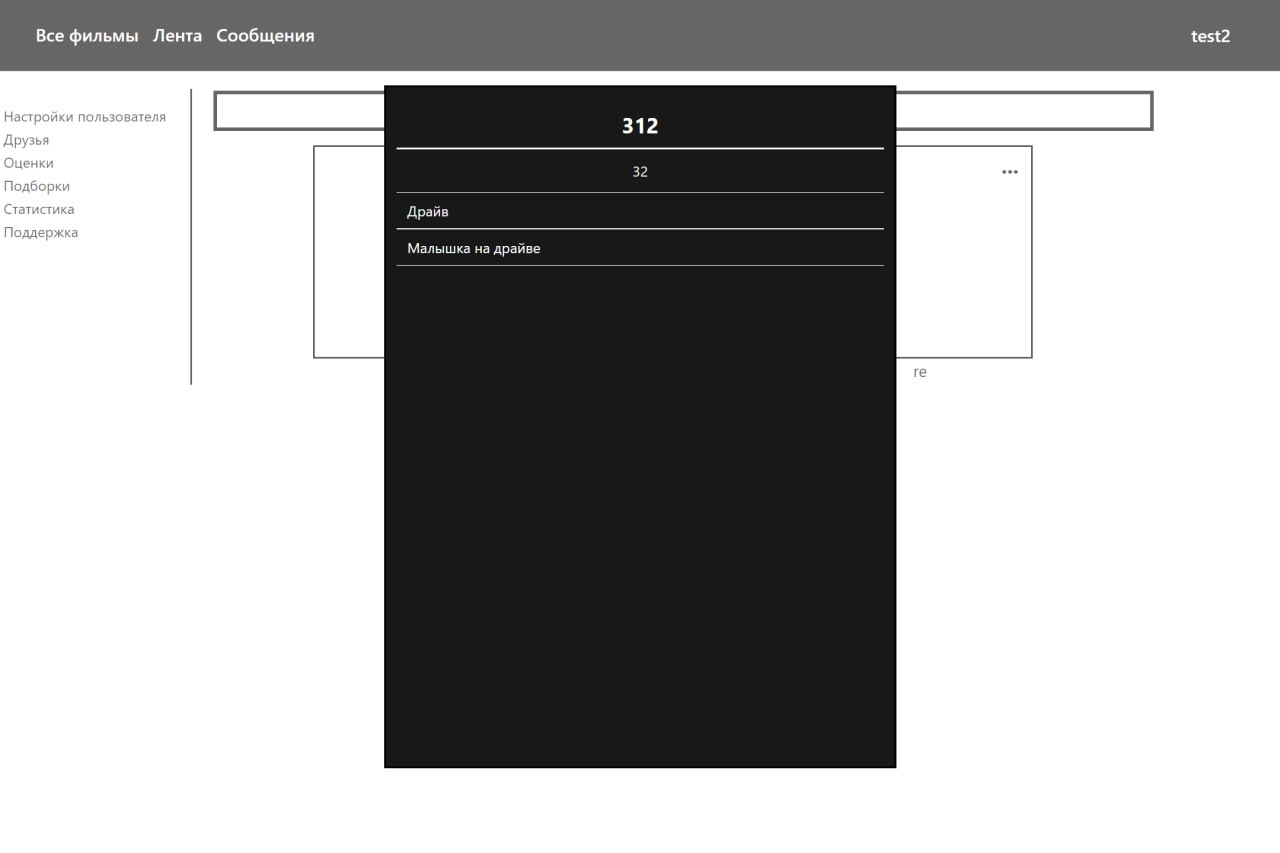 Все фильмы Лента Сообщения test2
Настройки пользователя
Друзья
Оценки
Подборки
Статистика
Поддержка
312
32
Драйв
Малышка на драйве
re